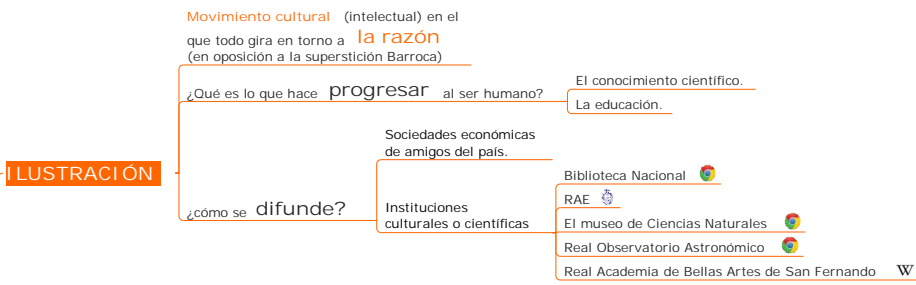 Movimiento cultural (intelectual) en el
que todo gira en torno a la razón
(en oposición a la superstición Barroca)
¿Qué es lo que hace progresar al ser humano?
El conocimiento científico.
La educación.
ILUSTRACIÓN
¿cómo se difunde?
Sociedades económicas
de amigos del país.
Instituciones
culturales o científicas
Biblioteca Nacional
RAE
El museo de Ciencias Naturales
Real Observatorio Astronómico
Real Academia de Bellas Artes de San Fernando W